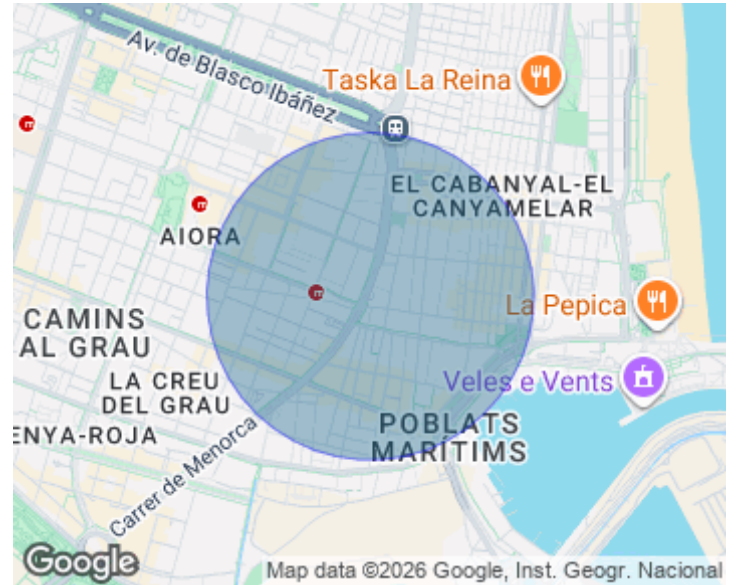 Av. de Blasco Ibáñez
Taska La Reina
EL CABANYAL-EL
CANYAMELAR
AIORA
La Pepica
CAMINS
AL GRAU
LA CREU
DEL GRAU
Veles e Vents
ENYA-ROJA
POBLATS
MARÍTIMS
Carrer de Menorca
Google
Map data ©2026 Google, Inst. Geogr. Nacional